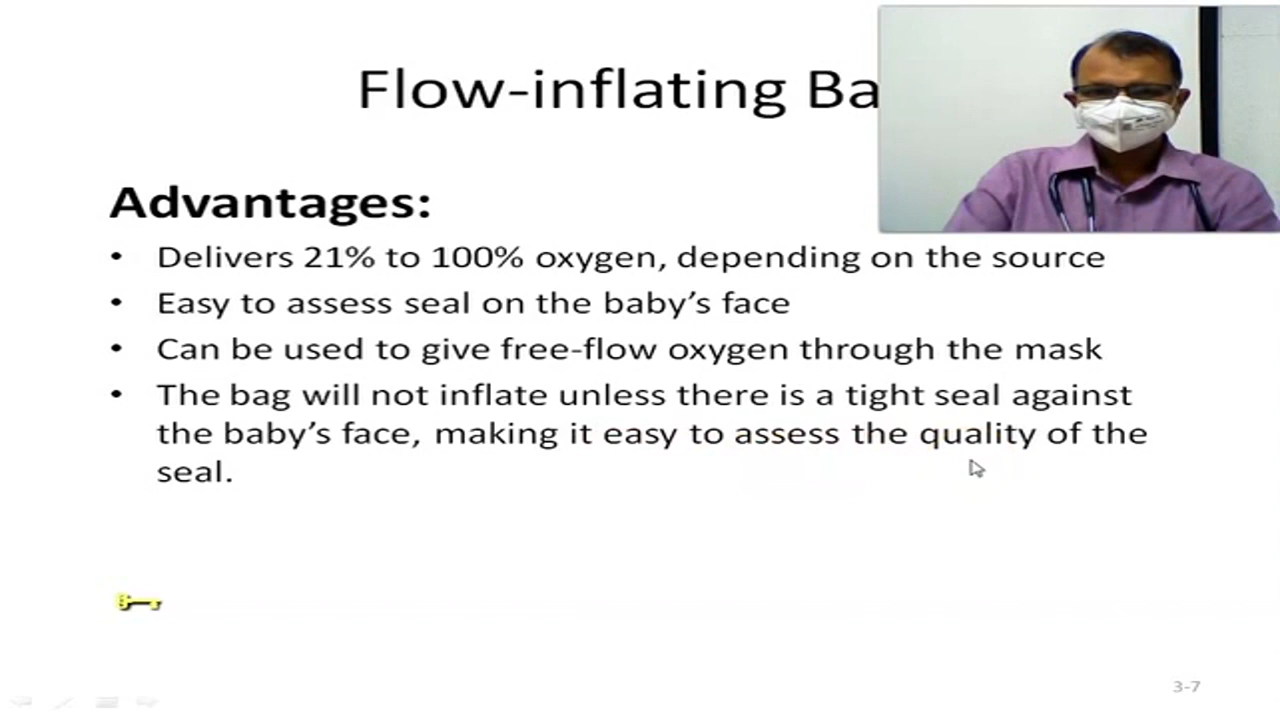 Flow-inflating Ba
Advantages:
• Delivers 21% to 100% oxygen, depending on the source
• Easy to assess seal on the baby’s face
• Can be used to give free-flow oxygen through the mask
• The bag will not inflate unless there is a tight seal against
the baby’s face, making it easy to assess the quality of the
seal.
3-7